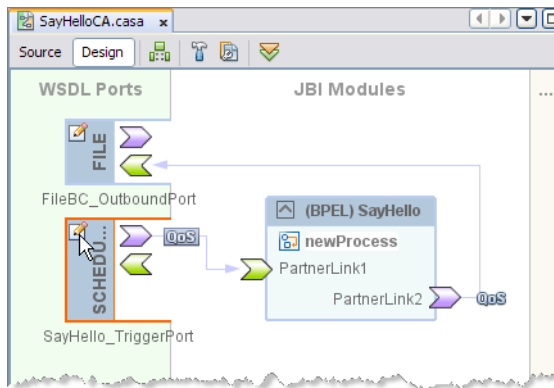 SayHelloCA.casa x
Source Design
WSDL Ports JBI Modules ...
FILE
FileBC_OutboundPort
(BPEL) SayHello
newProcess
SCHEDU...
QoS
PartnerLink1
PartnerLink2 QoS
SayHello_TriggerPort